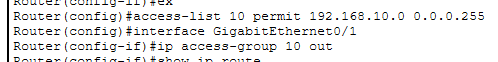 Router(config-if)#ex
Router(config)#access-list 10 permit 192.168.10.0 0.0.0.255
Router(config)#interface GigabitEthernet0/1
Router(config-if)#ip access-group 10 out
Router(config-if)#show ip route